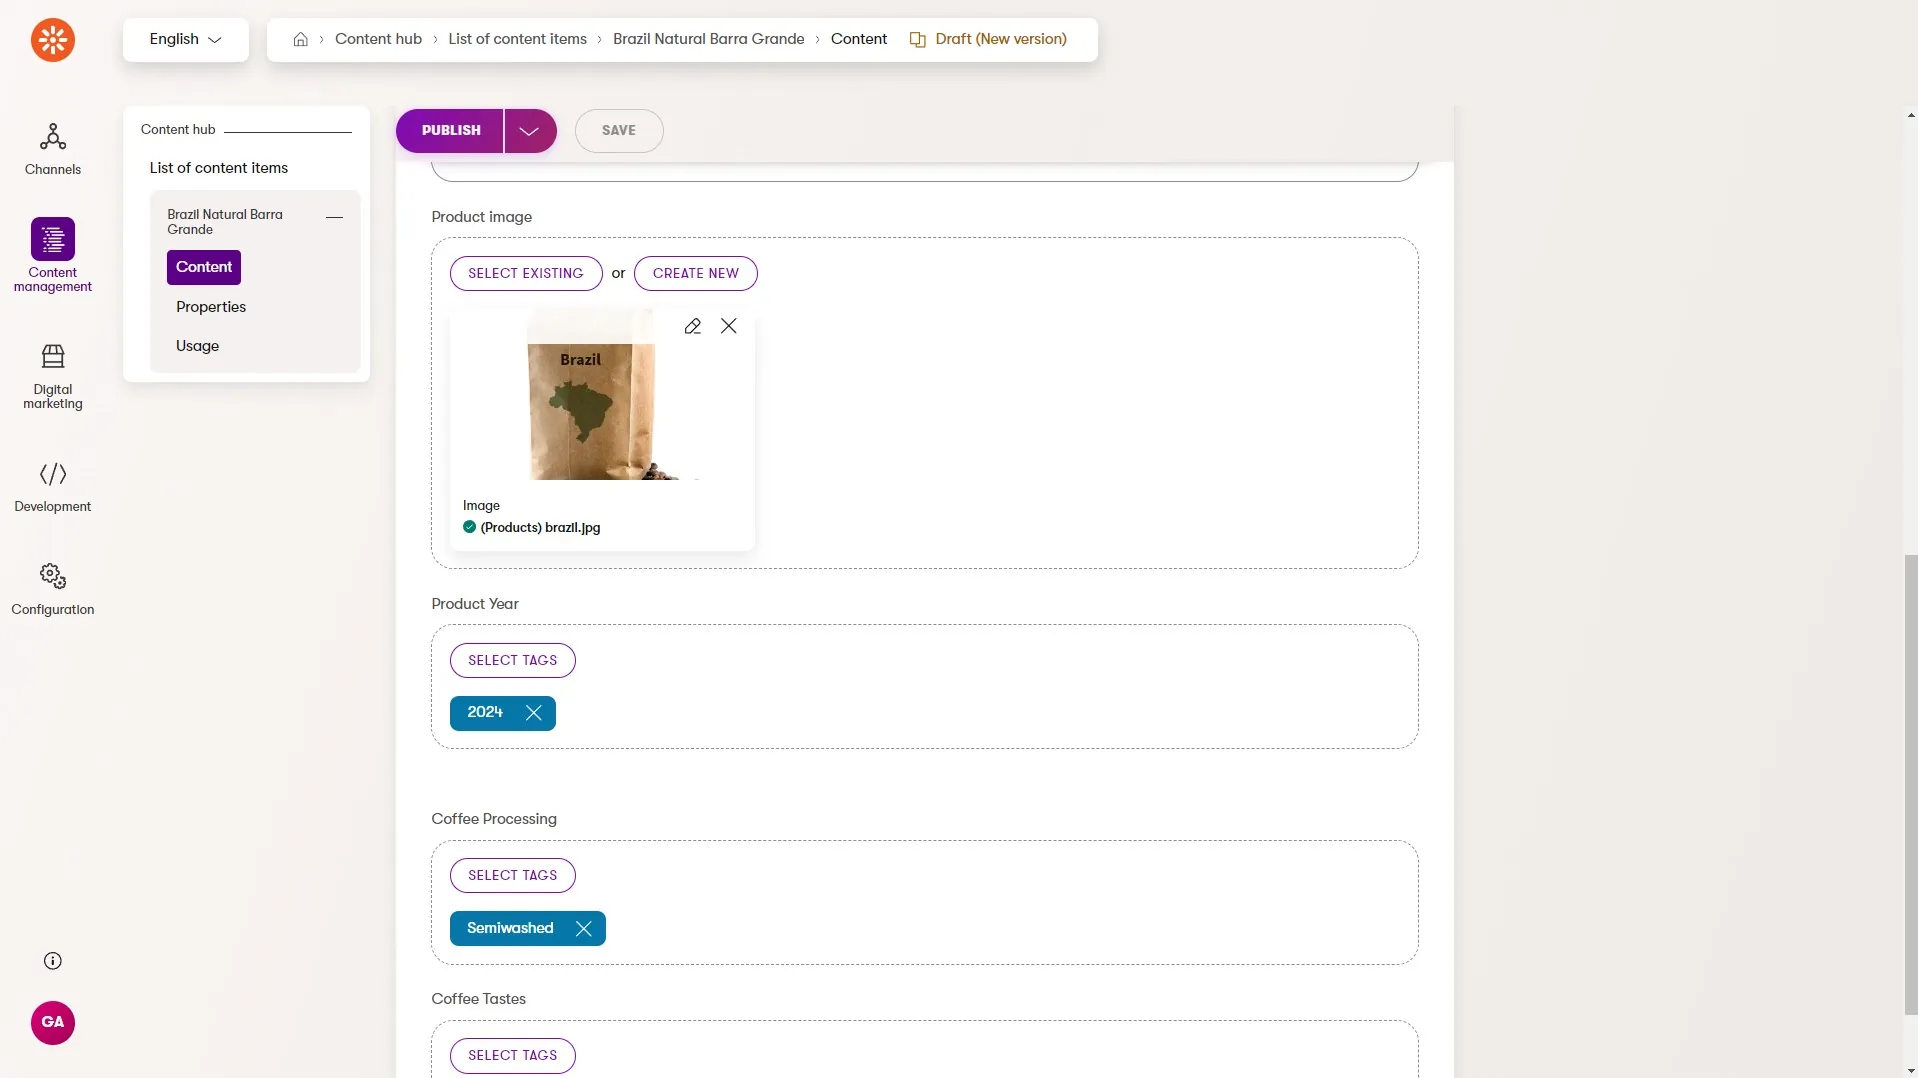 English
Content hub
List of content items
Brazil Natural Barra Grande
Content
Draft (New version)
Channels
Content
management
Digital
marketing
Development
Configuration
GA
Content hub
List of content items
Brazil Natural Barra
Grande
Content
Properties
Usage
PUBLISH
SAVE
Product image
SELECT EXISTING
or
CREATE NEW
Brazil
Image
(Products) brazil.jpg
Product Year
SELECT TAGS
2024
Coffee Processing
SELECT TAGS
Semiwashed
Coffee Tastes
SELECT TAGS